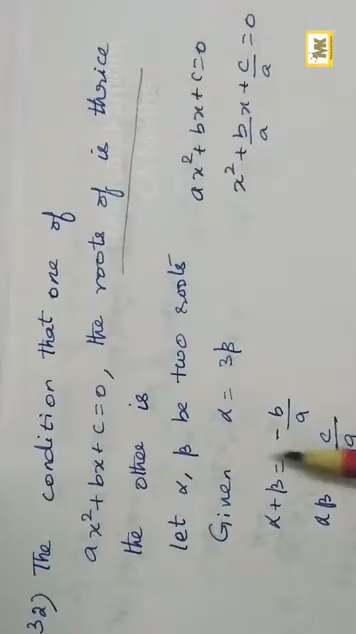 32) The condition that one of
ax²+bx+c=0, the roots of is thrice
the other is
let α, β be two roots
ax²+bx+c=0
Given α = 3β
x²+b/a x+c/a=0
α+β = -b/a
αβ c/a
MK